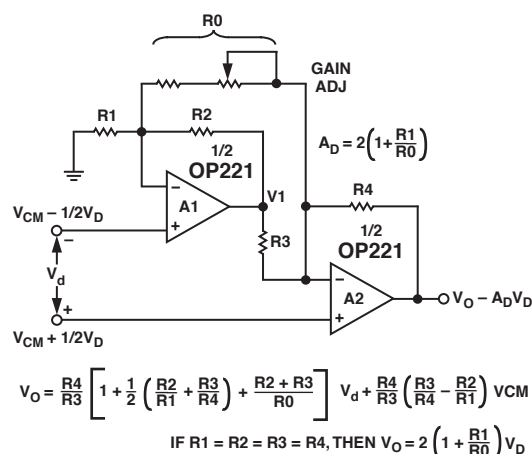 R0
GAIN
ADJ
R1
R2
A_D = 2(1+R1/R0)
1/2
OP221
R4
A1
−
+
V1
V_CM − 1/2V_D
−
R3
1/2
OP221
V_d
A2
−
+
V_O − A_DV_D
+
V_CM + 1/2V_D
V_O = R4/R3 [1 + 1/2 (R2/R1 + R3/R4) + R2 + R3/R0] V_d + R4/R3 (R3/R4 − R2/R1) VCM
IF R1 = R2 = R3 = R4, THEN V_O = 2 (1 + R1/R0) V_D